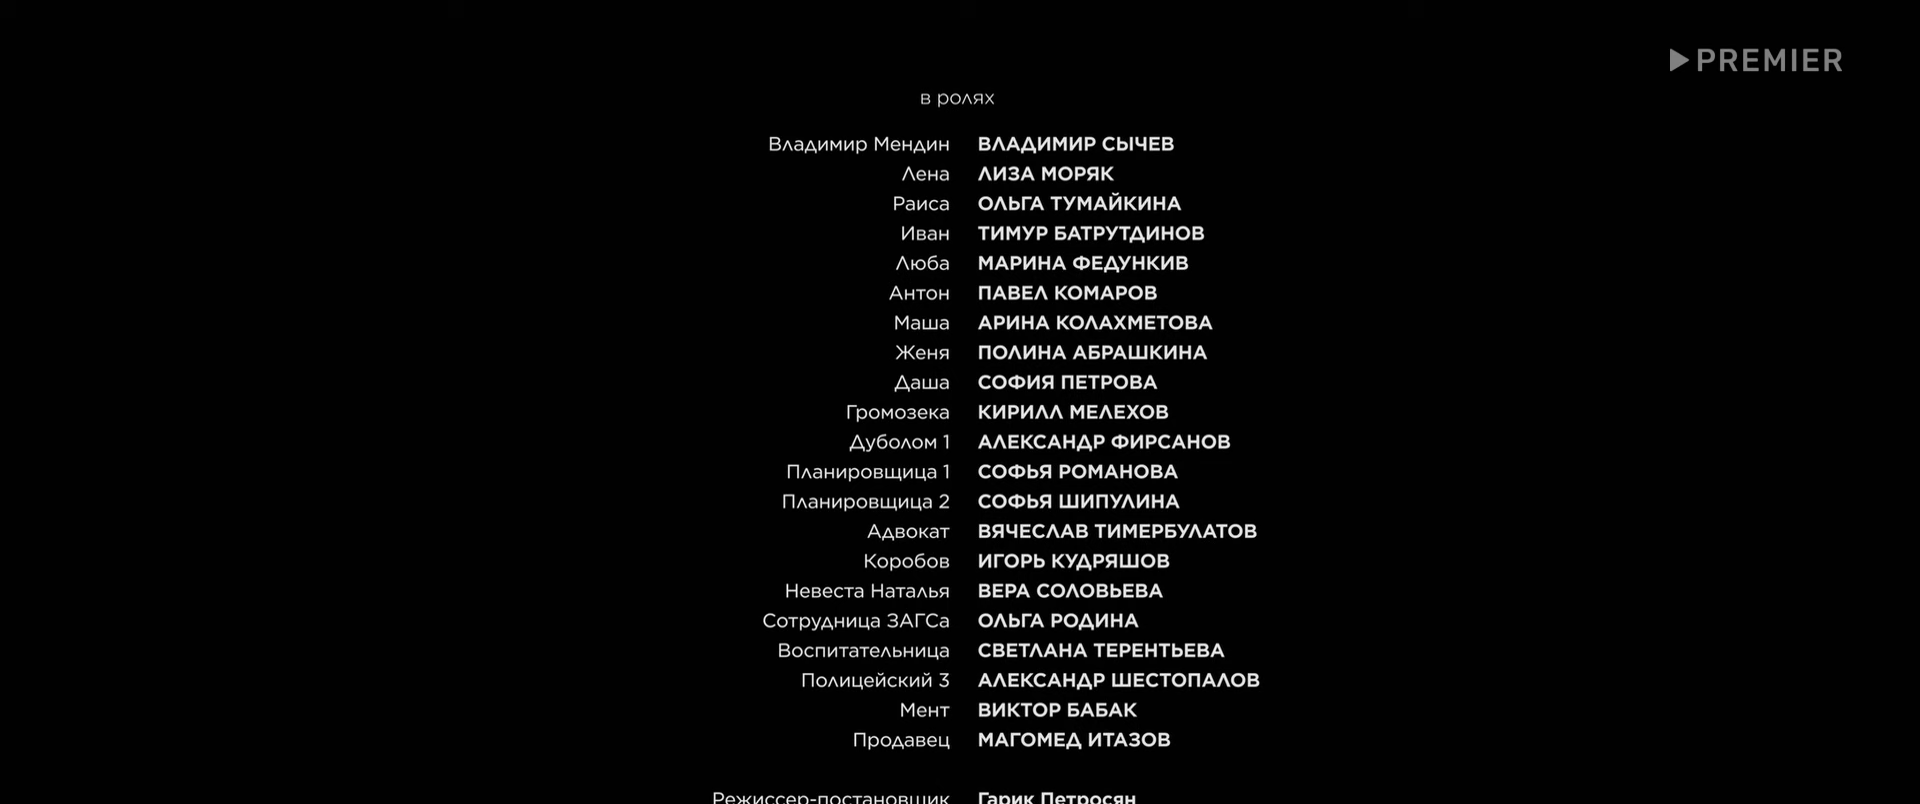 PREMIER
в ролях
Владимир Мендин ВЛАДИМИР СЫЧЕВ
Лена ЛИЗА МОРЯК
Раиса ОЛЬГА ТУМАЙКИНА
Иван ТИМУР БАТРУТДИНОВ
Люба МАРИНА ФЕДУНКИВ
Антон ПАВЕЛ КОМАРОВ
Маша АРИНА КОЛАХМЕТОВА
Женя ПОЛИНА АБРАШКИНА
Даша СОФИЯ ПЕТРОВА
Громозека КИРИЛЛ МЕЛЕХОВ
Дуболом 1 АЛЕКСАНДР ФИРСАНОВ
Планировщица 1 СОФЬЯ РОМАНОВА
Планировщица 2 СОФЬЯ ШИПУЛИНА
Адвокат ВЯЧЕСЛАВ ТИМЕРБУЛАТОВ
Коробов ИГОРЬ КУДРЯШОВ
Невеста Наталья ВЕРА СОЛОВЬЕВА
Сотрудница ЗАГСа ОЛЬГА РОДИНА
Воспитательница СВЕТЛАНА ТЕРЕНТЬЕВА
Полицейский 3 АЛЕКСАНДР ШЕСТОПАЛОВ
Мент ВИКТОР БАБАК
Продавец МАГОМЕД ИТАЗОВ
Режиссер-постановщик Гарик Петросян